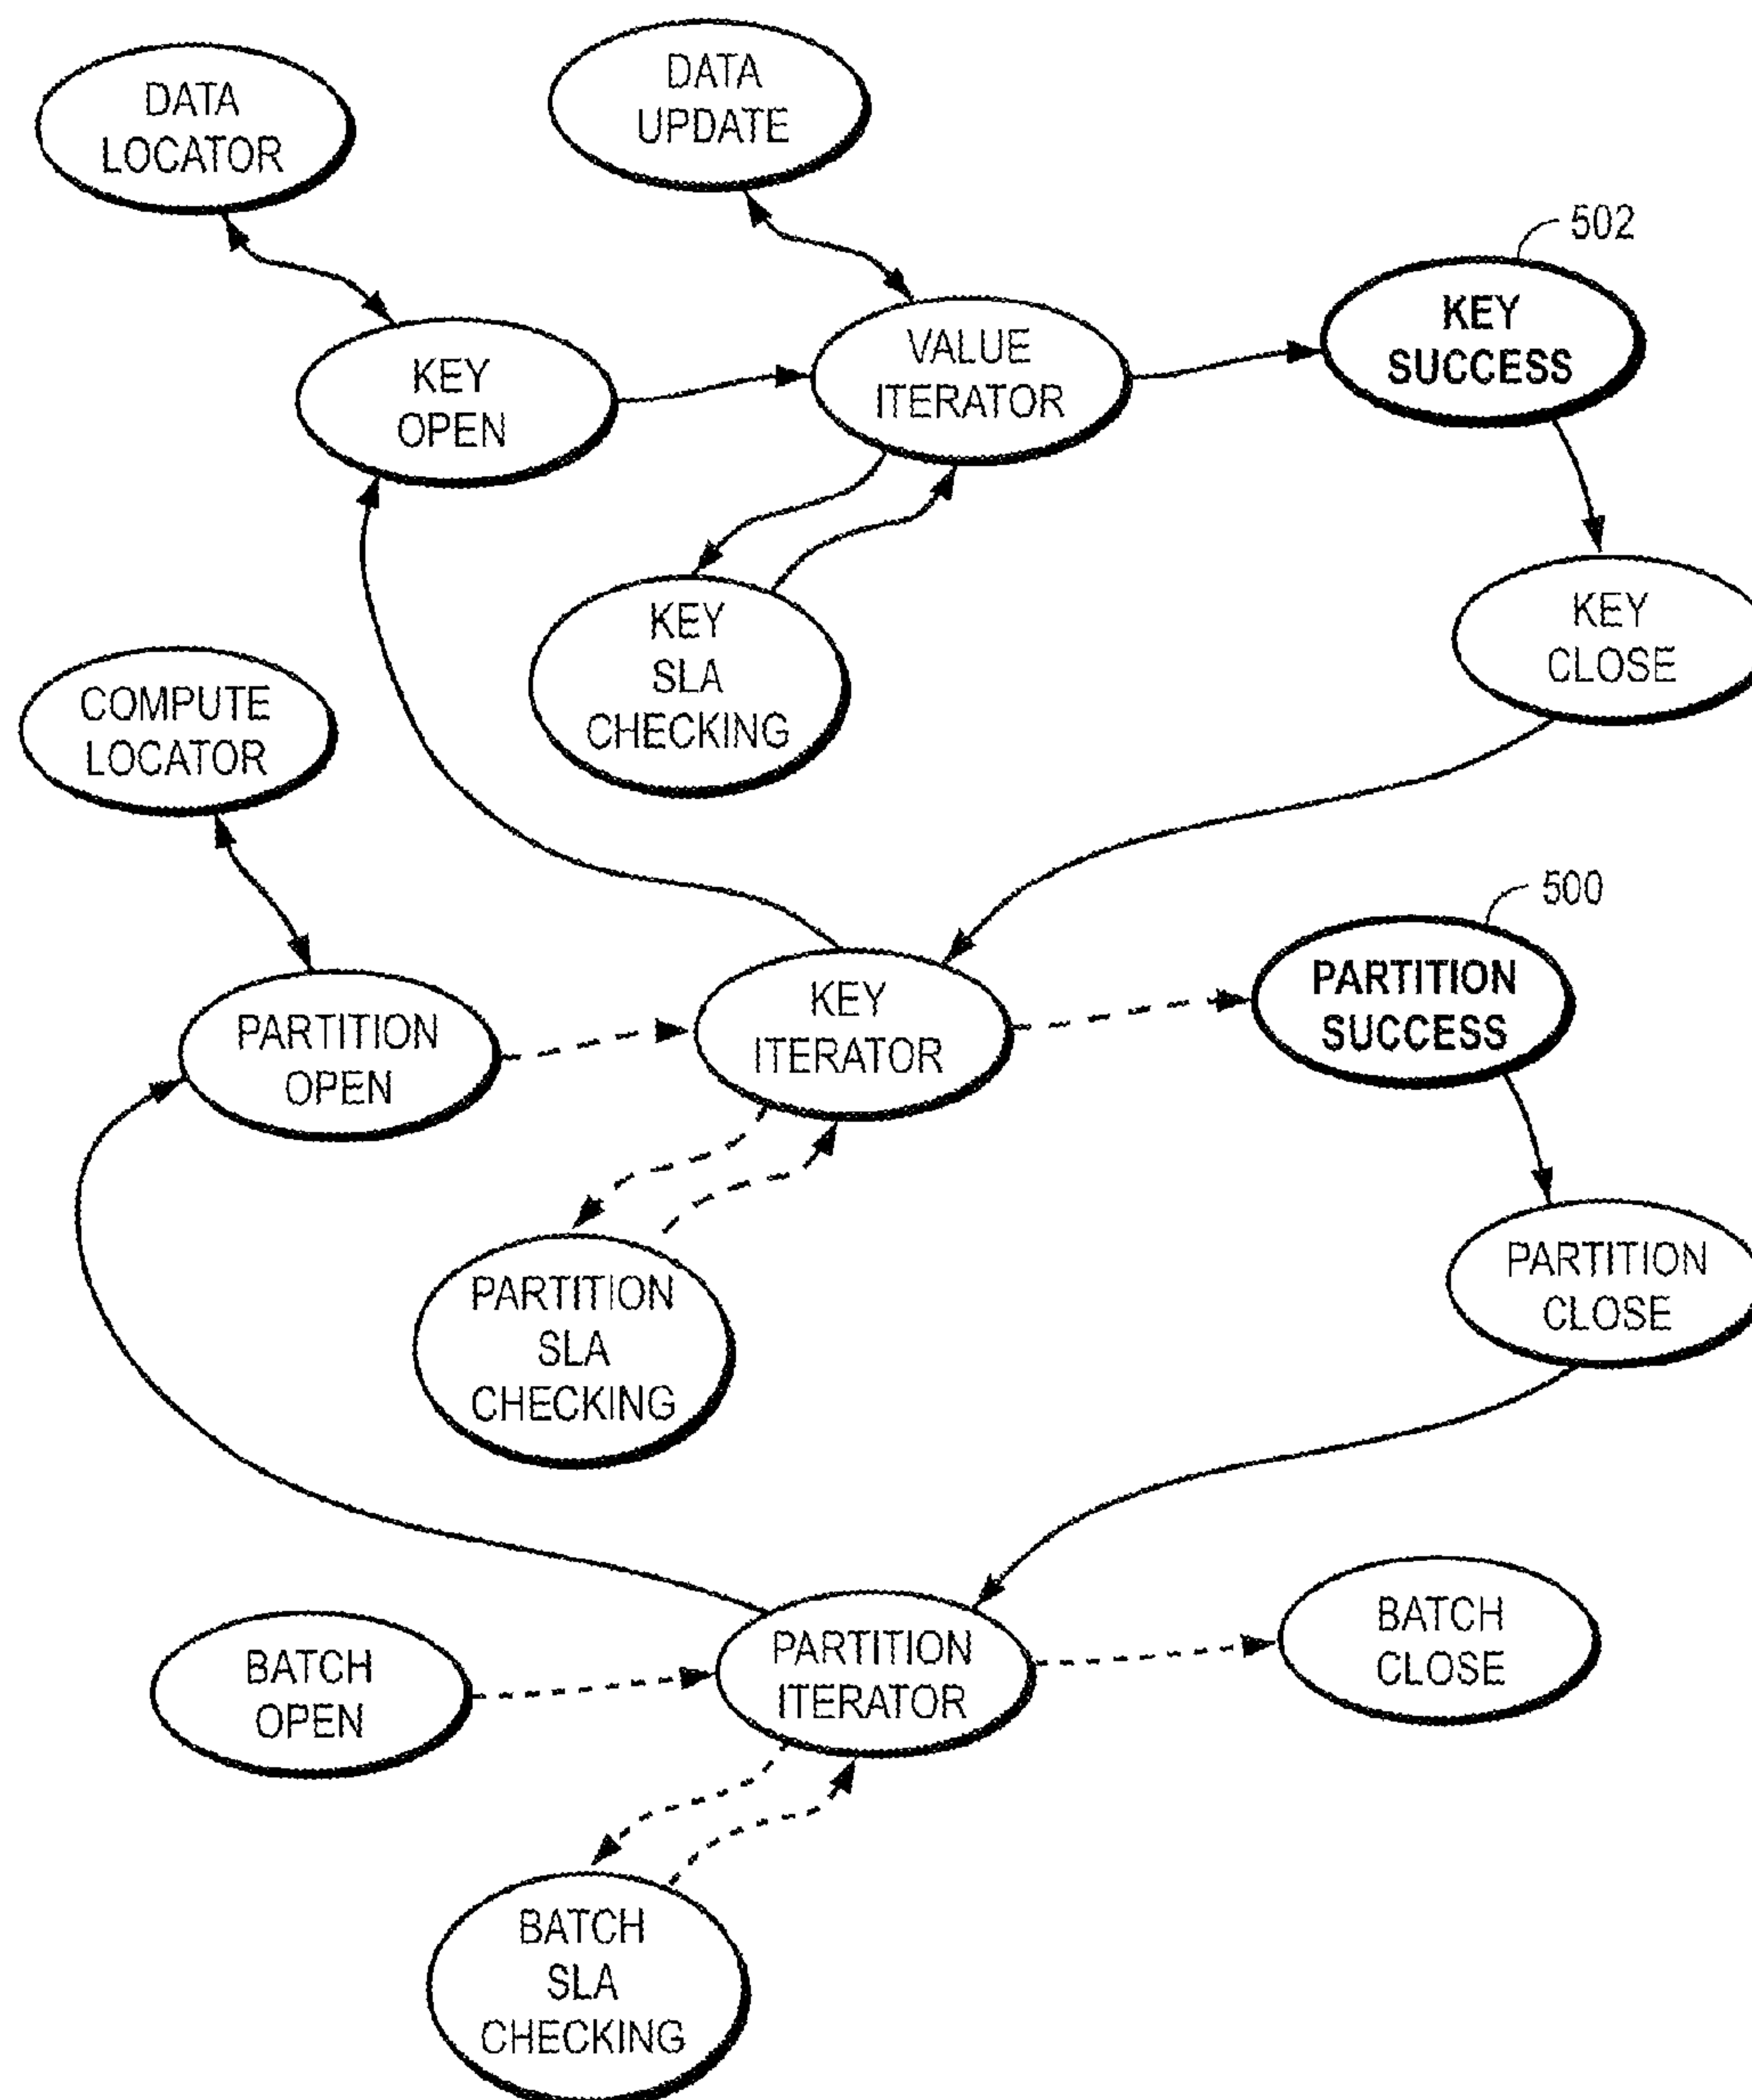 DATA
LOCATOR
DATA
UPDATE
502
KEY
SUCCESS
KEY
OPEN
VALUE
ITERATOR
KEY
SLA
CHECKING
KEY
CLOSE
COMPUTE
LOCATOR
500
PARTITION
OPEN
KEY
ITERATOR
PARTITION
SUCCESS
PARTITION
SLA
CHECKING
PARTITION
CLOSE
BATCH
OPEN
PARTITION
ITERATOR
BATCH
CLOSE
BATCH
SLA
CHECKING